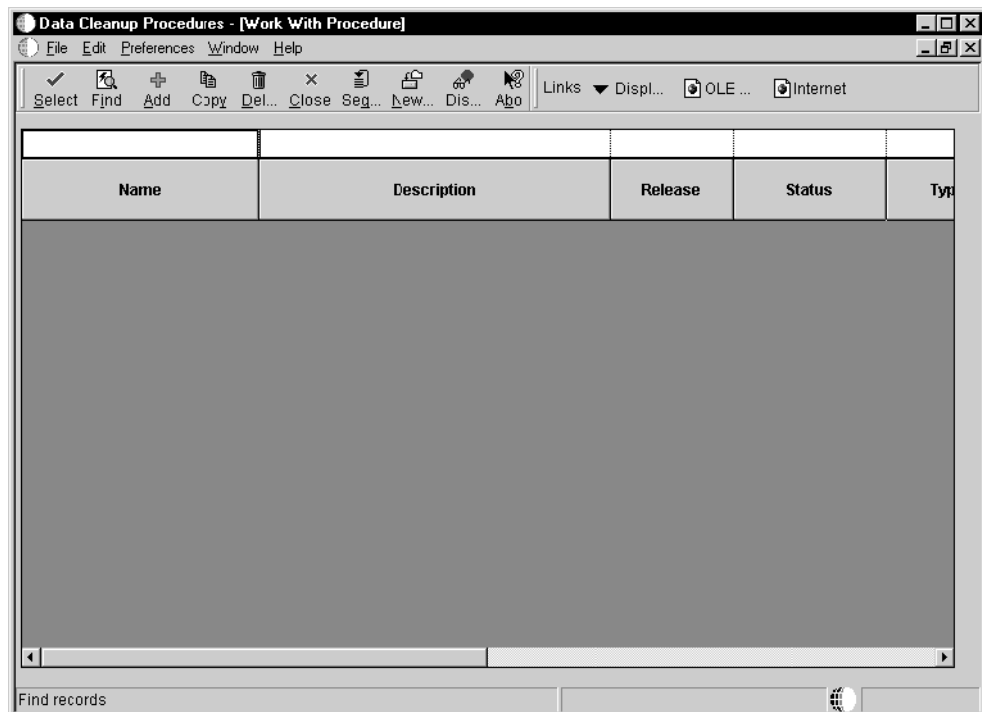 Data Cleanup Procedures - [Work With Procedure]
File Edit Preferences Window Help
Select Find Add Copy Del... Close Seq... New... Dis... Abo Links Displ... OLE ... Internet
Name Description Release Status Typ
Find records